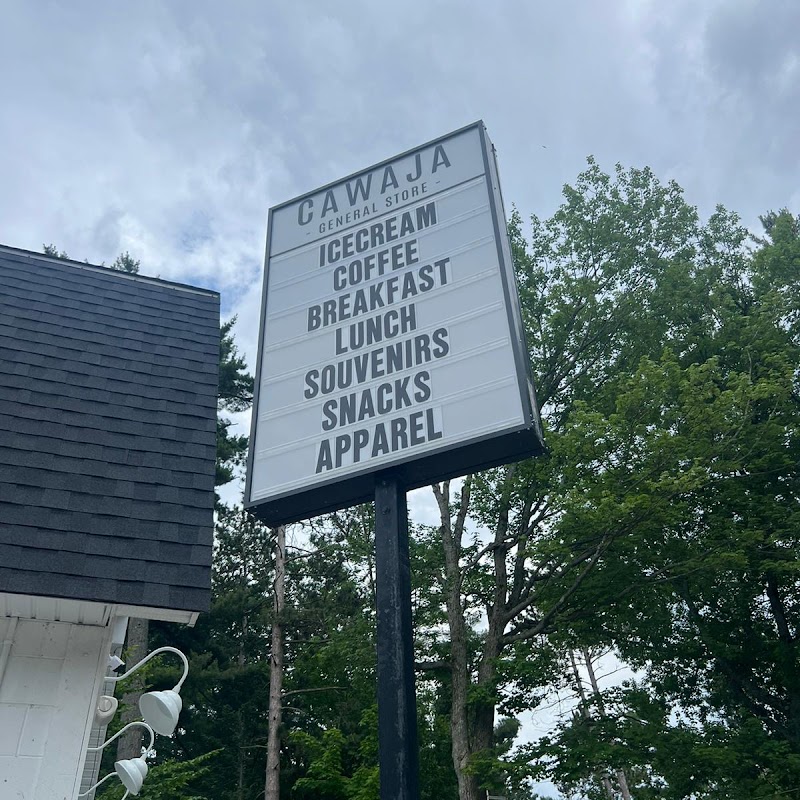 CAWAJA
- GENERAL STORE -
ICECREAM
COFFEE
BREAKFAST
LUNCH
SOUVENIRS
SNACKS
APPAREL